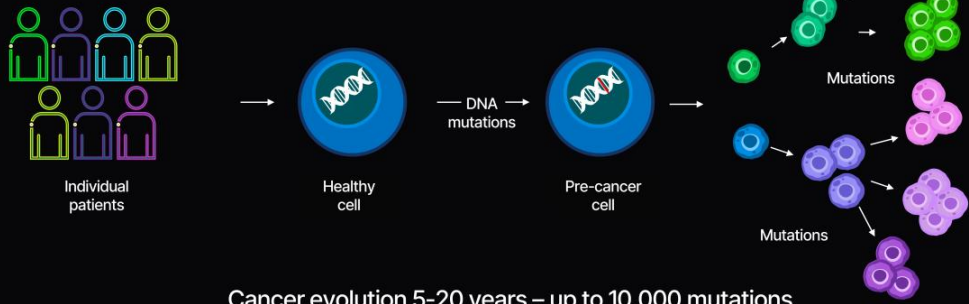 Individual
patients
Healthy
cell
DNA
mutations
Pre-cancer
cell
Mutations
Mutations
Cancer evolution 5-20 years – up to 10,000 mutations